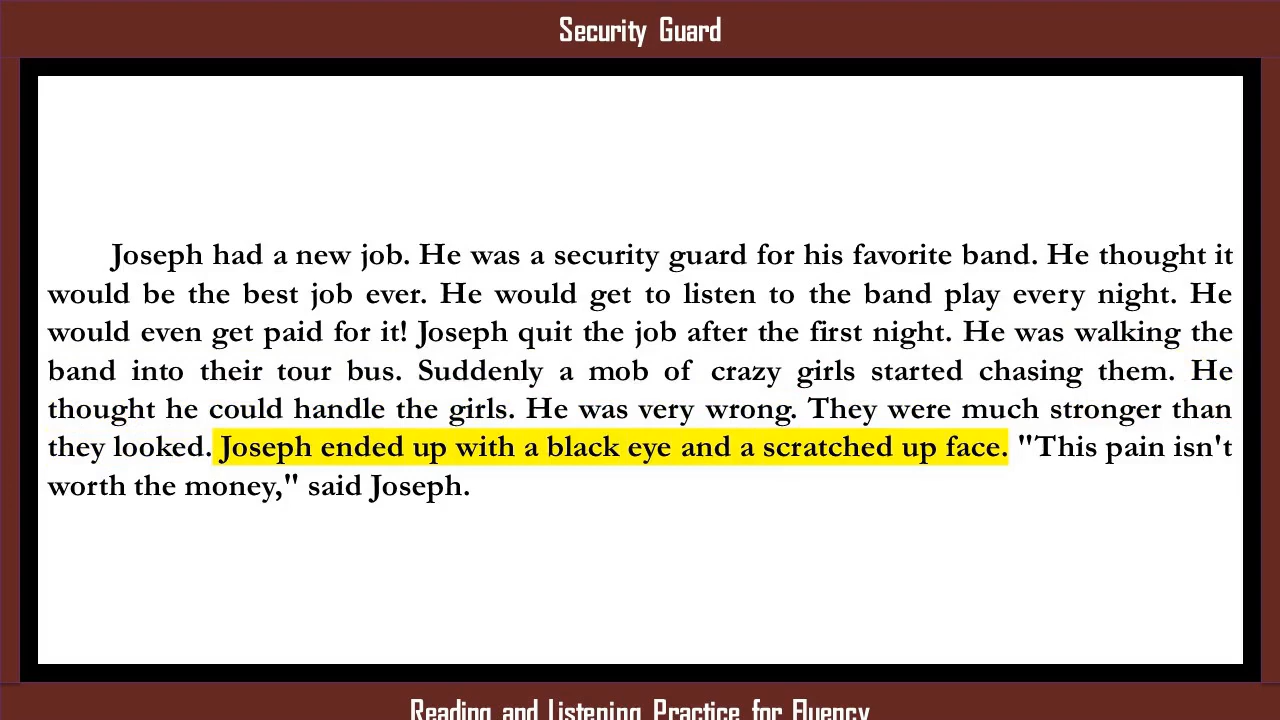 Security Guard
Joseph had a new job. He was a security guard for his favorite band. He thought it
would be the best job ever. He would get to listen to the band play every night. He
would even get paid for it! Joseph quit the job after the first night. He was walking the
band into their tour bus. Suddenly a mob of crazy girls started chasing them. He
thought he could handle the girls. He was very wrong. They were much stronger than
they looked. Joseph ended up with a black eye and a scratched up face. "This pain isn't
worth the money," said Joseph.
Reading and Listening Practice for Fluency